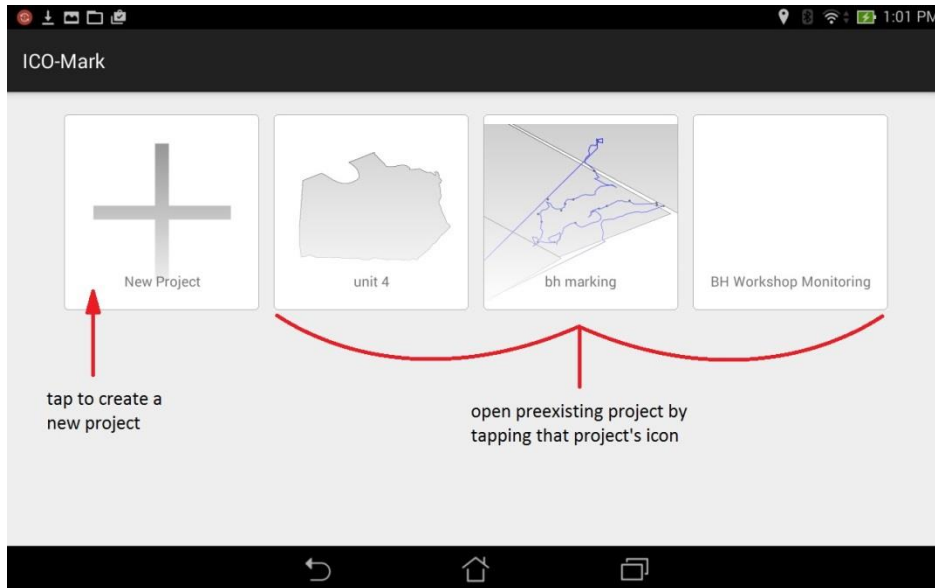 1:01 PM
ICO-Mark
New Project
unit 4
bh marking
BH Workshop Monitoring
tap to create a
new project
open preexisting project by
tapping that project's icon